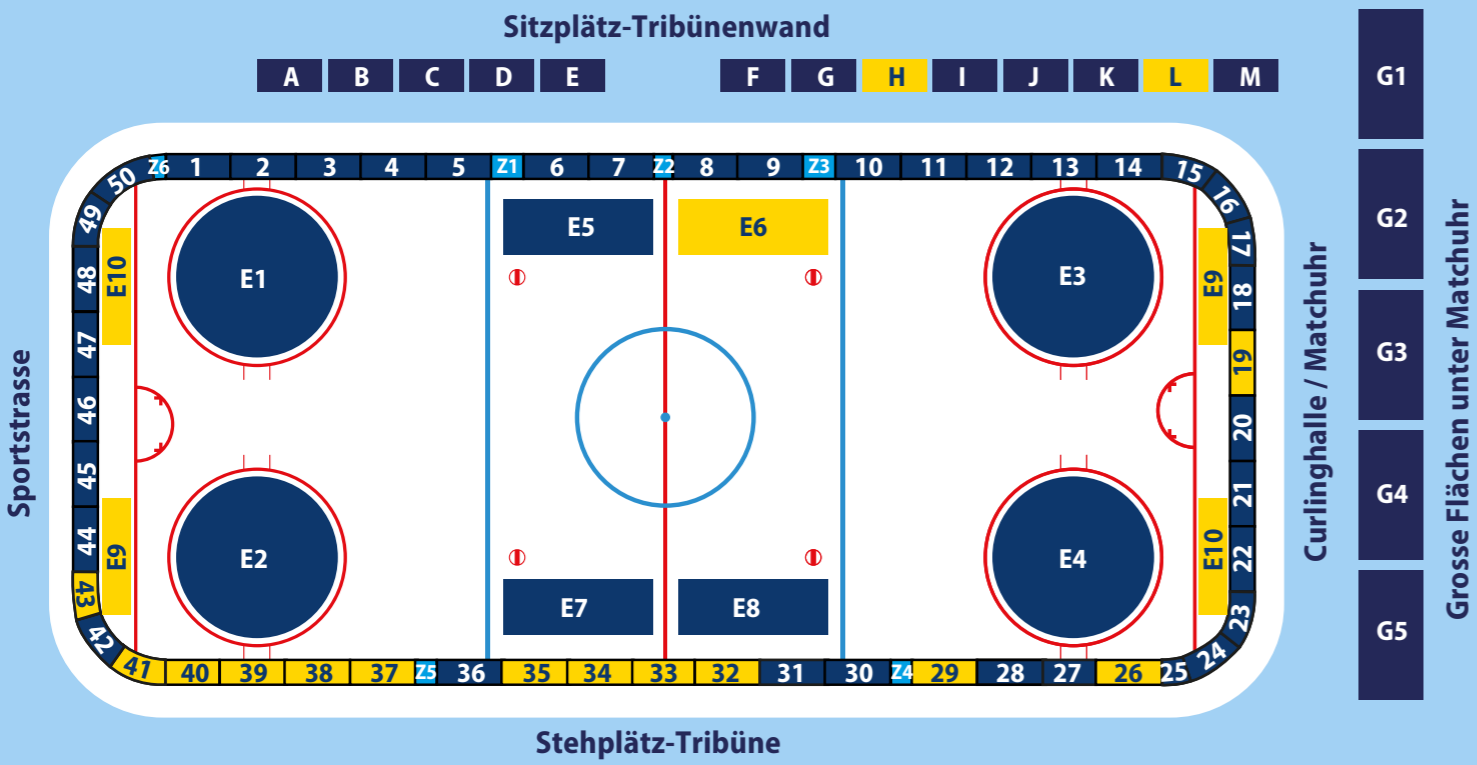 Sitzplätz-Tribünenwand
A B C D E F G H I J K L M
Z6 1 2 3 4 5 Z1 6 7 Z2 8 9 Z3 10 11 12 13 14 15
16
17
18
19
20
21
22
23
24
25
26 29 Z4 30 31 32 33 34 35 36 Z5 37 38 39 40 41
27
28
42
43
44
45
46
47
48
49
50
E5 E6
E1 E3
E10 E9
E2 E4
E9 E10
E7 E8
Sportstrasse
Stehplätz-Tribüne
Curlinghalle / Matchuhr
G1
G2
G3
G4
G5
Grosse Flächen unter Matchuhr